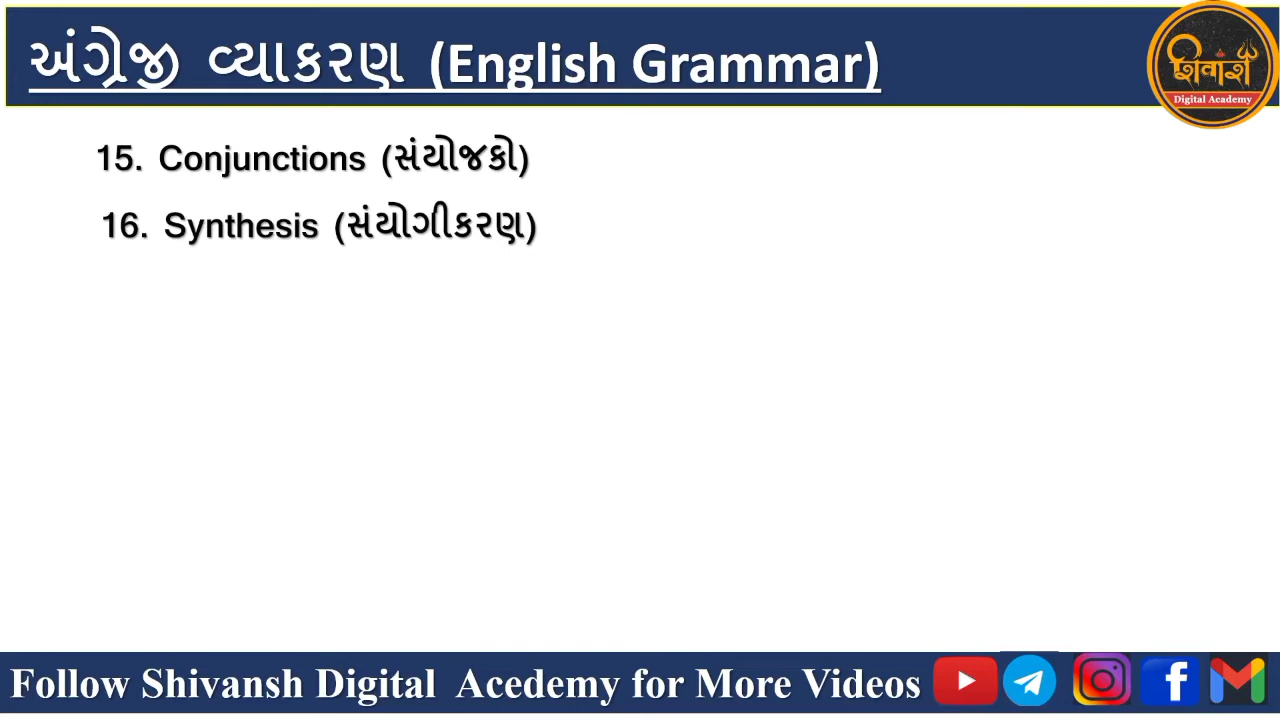 અંગ્રેજી વ્યાકરણ (English Grammar)
शिवांश
Digital Academy
15. Conjunctions (સંયોજકો)
16. Synthesis (સંયોગીકરણ)
Follow Shivansh Digital Acedemy for More Videos